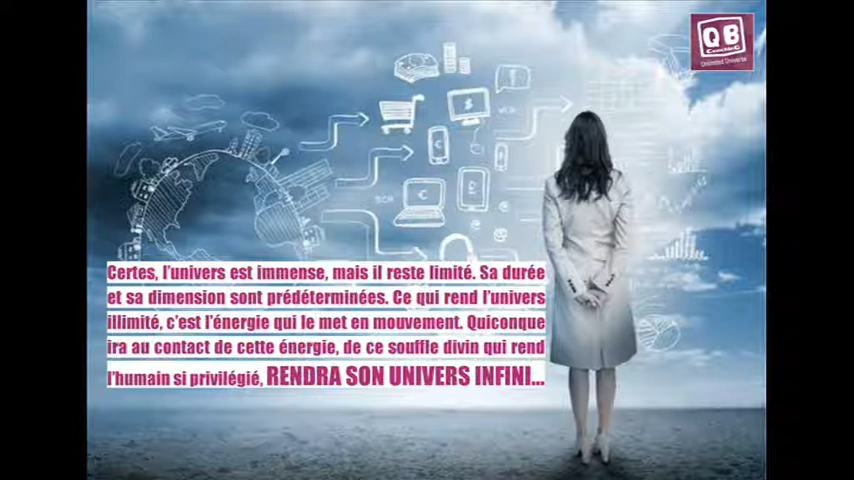 QB
CoachinG
Unlimited Universe
Certes, l'univers est immense, mais il reste limité. Sa durée
et sa dimension sont prédéterminées. Ce qui rend l'univers
illimité, c'est l'énergie qui le met en mouvement. Quiconque
ira au contact de cette énergie, de ce souffle divin qui rend
l'humain si privilégié, RENDRA SON UNIVERS INFINI...